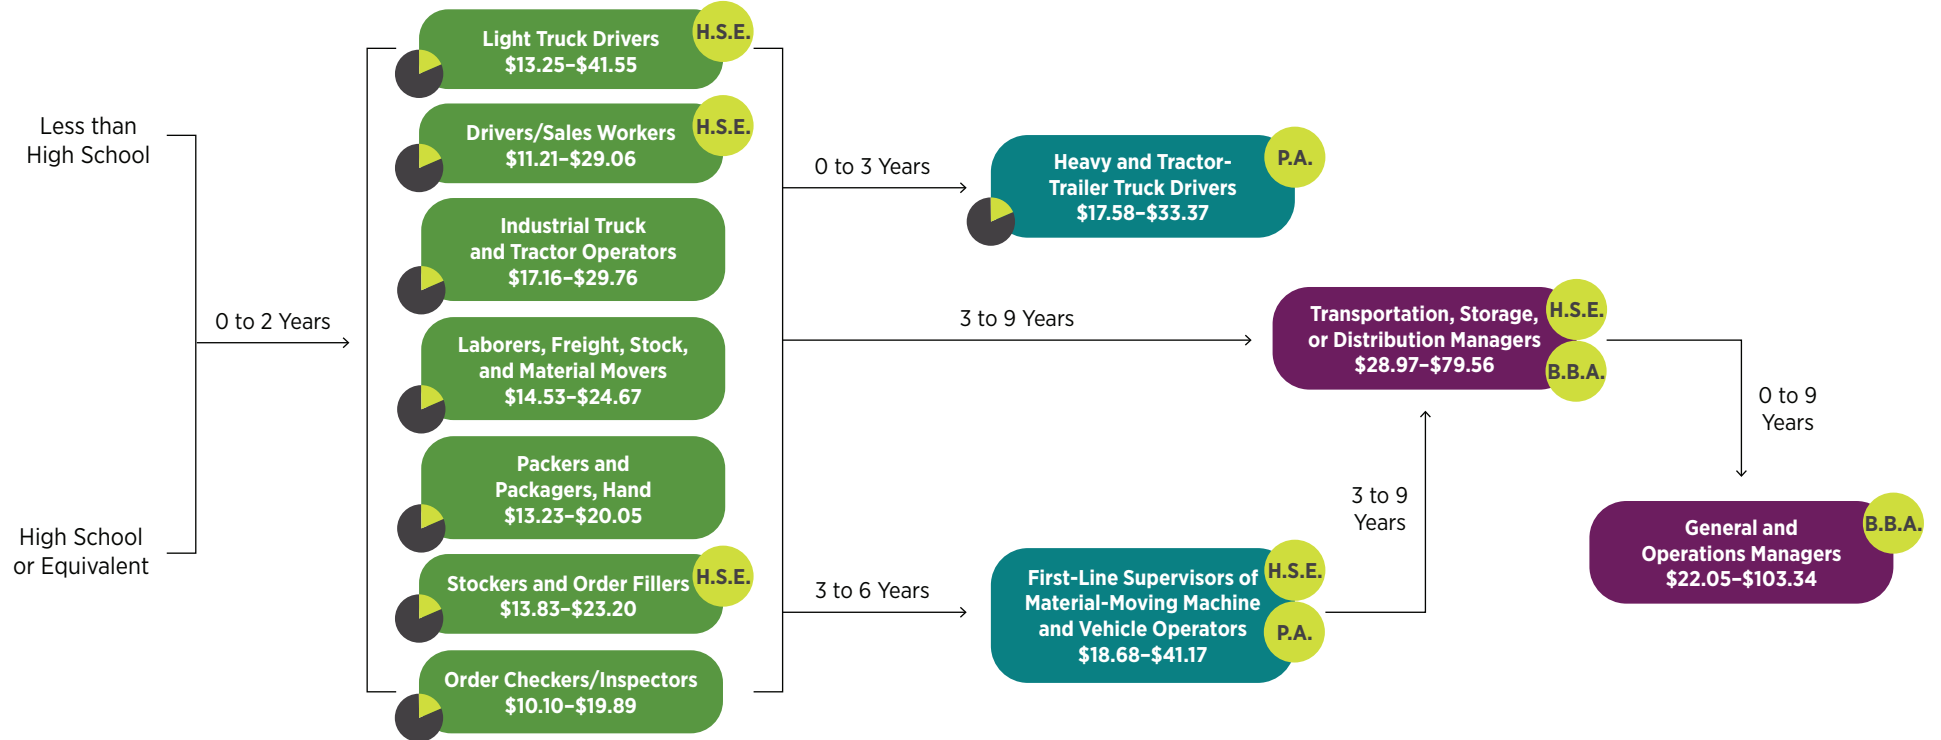 Less than
High School
High School
or Equivalent
0 to 2 Years
Light Truck Drivers
$13.25–$41.55
H.S.E.
Drivers/Sales Workers
$11.21–$29.06
H.S.E.
Industrial Truck
and Tractor Operators
$17.16–$29.76
Laborers, Freight, Stock,
and Material Movers
$14.53–$24.67
Packers and
Packagers, Hand
$13.23–$20.05
Stockers and Order Fillers
$13.83–$23.20
H.S.E.
Order Checkers/Inspectors
$10.10–$19.89
0 to 3 Years
Heavy and Tractor-
Trailer Truck Drivers
$17.58–$33.37
P.A.
3 to 9 Years
Transportation, Storage,
or Distribution Managers
$28.97–$79.56
H.S.E.
B.B.A.
3 to 6 Years
First-Line Supervisors of
Material-Moving Machine
and Vehicle Operators
$18.68–$41.17
H.S.E.
P.A.
3 to 9
Years
0 to 9
Years
General and
Operations Managers
$22.05–$103.34
B.B.A.